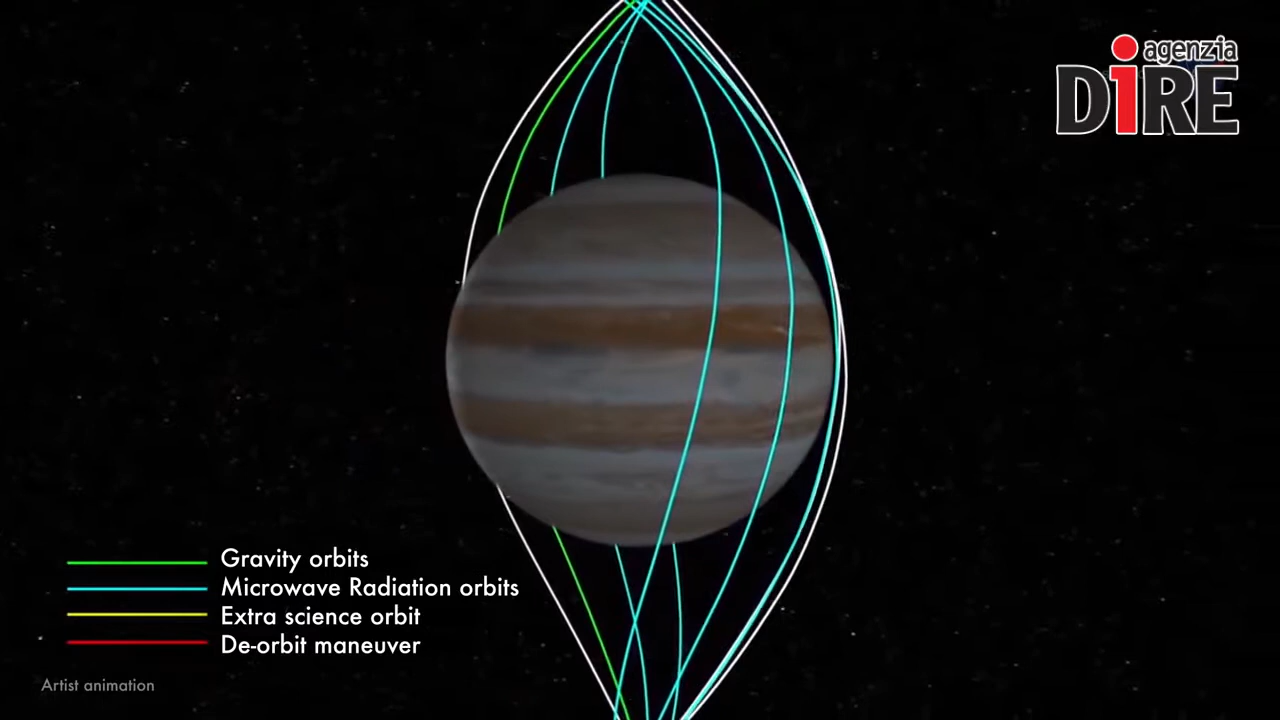 agenzia
DiRE
Gravity orbits
Microwave Radiation orbits
Extra science orbit
De-orbit maneuver
Artist animation